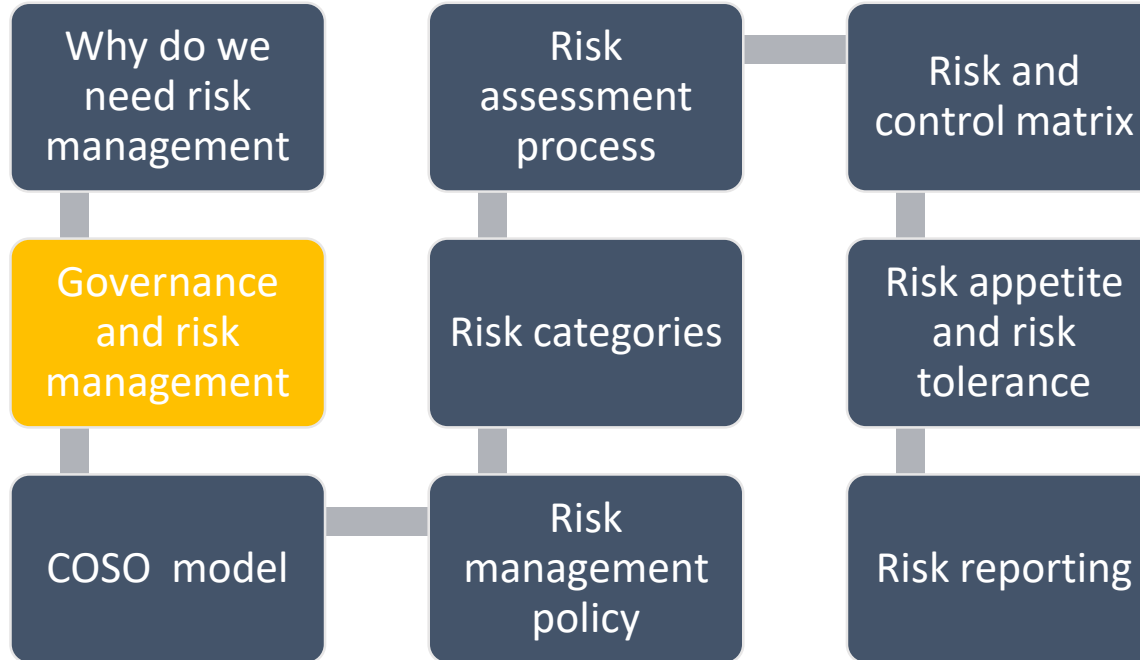 Why do we
need risk
management
Governance
and risk
management
COSO  model
Risk
management
policy
Risk categories
Risk
assessment
process
Risk and
control matrix
Risk appetite
and risk
tolerance
Risk reporting